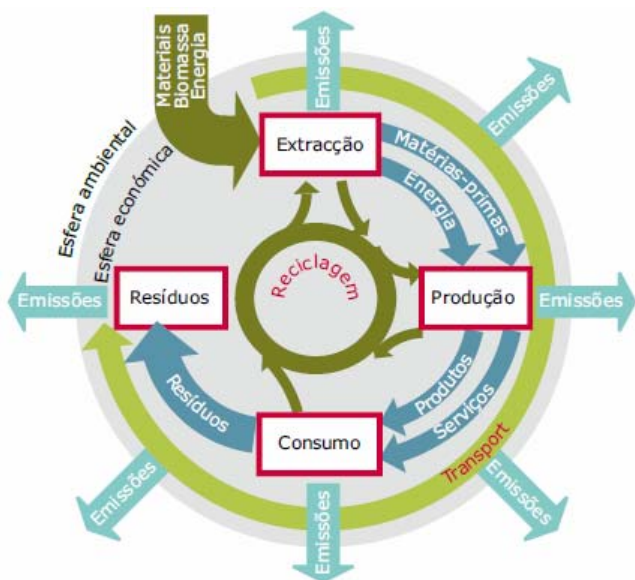 Materiais
Biomassa
Energia
Emissões
Emissões
Esfera ambiental
Esfera económica
Extracção
Matérias-primas
Energia
Reciclagem
Emissões
Resíduos
Produção
Emissões
Resíduos
Produtos
Serviços
Consumo
Transport
Emissões
Emissões
Emissões